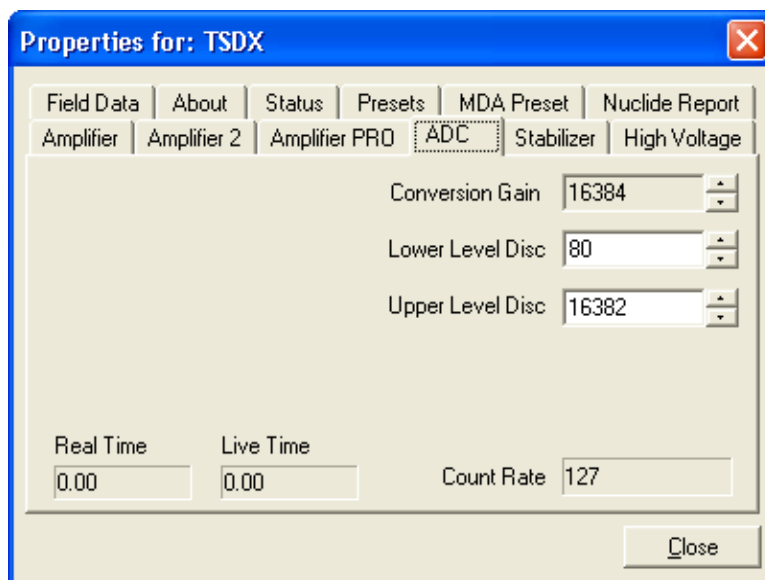 Properties for: TSDX
Field Data About Status Presets MDA Preset Nuclide Report
Amplifier Amplifier 2 Amplifier PRO ADC Stabilizer High Voltage
Conversion Gain 16384
Lower Level Disc 80
Upper Level Disc 16382
Real Time Live Time
0.00 0.00 Count Rate 127
Close